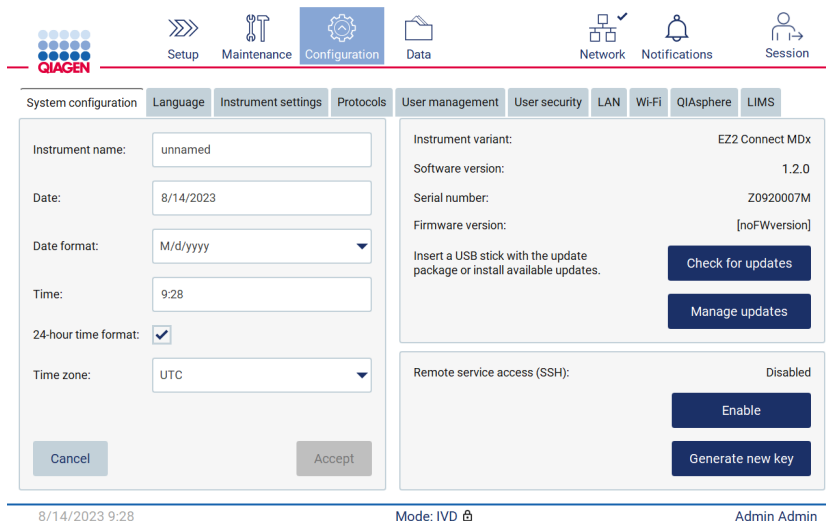 QIAGEN
Setup
Maintenance
Configuration
Data
Network
Notifications
Session
System configuration
Language
Instrument settings
Protocols
User management
User security
LAN
Wi-Fi
QIAsphere
LIMS
Instrument name:
unnamed
Date:
8/14/2023
Date format:
M/d/yyyy
Time:
9:28
24-hour time format:
Time zone:
UTC
Cancel
Accept
Instrument variant:
EZ2 Connect MDx
Software version:
1.2.0
Serial number:
Z0920007M
Firmware version:
[noFWversion]
Insert a USB stick with the update
package or install available updates.
Check for updates
Manage updates
Remote service access (SSH):
Disabled
Enable
Generate new key
8/14/2023 9:28
Mode: IVD
Admin Admin